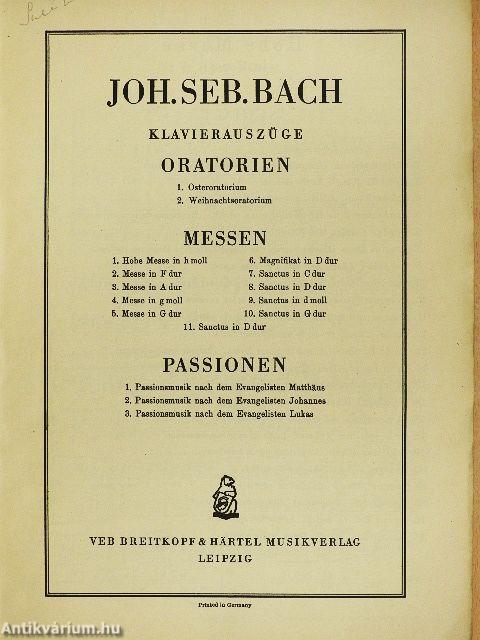 JOH. SEB. BACH
KLAVIERAUSZÜGE
ORATORIEN
1. Osteroratorium
2. Weihnachtsoratorium
MESSEN
1. Hohe Messe in h moll
2. Messe in F dur
3. Messe in A dur
4. Messe in g moll
5. Messe in G dur
6. Magnifikat in D dur
7. Sanctus in C dur
8. Sanctus in D dur
9. Sanctus in d moll
10. Sanctus in G dur
11. Sanctus in D dur
PASSIONEN
1. Passionsmusik nach dem Evangelisten Matthäus
2. Passionsmusik nach dem Evangelisten Johannes
3. Passionsmusik nach dem Evangelisten Lukas
VEB BREITKOPF & HÄRTEL MUSIKVERLAG
LEIPZIG
Printed in Germany
Antikvárium.hu